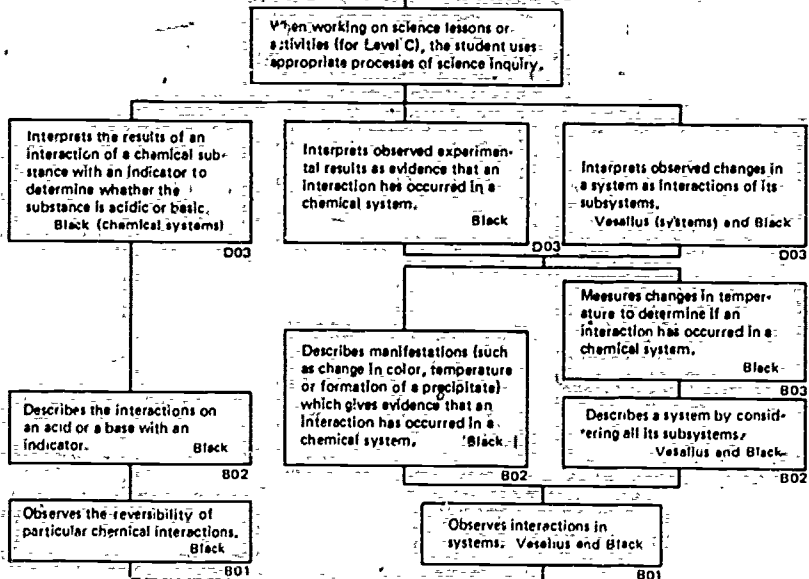 When working on science lessons or
activities (for Level C), the student uses
appropriate processes of science inquiry.
Interprets the results of an
interaction of a chemical sub-
stance with an indicator to
determine whether the
substance is acidic or basic.
Black (chemical systems)
D03
Interprets observed experimen-
tal results as evidence that an
interaction has occurred in a
chemical system.
Black
D03
Interprets observed changes in
a system as interactions of its
subsystems.
Vesalius (systems) and Black
D03
Measures changes in temper-
ature to determine if an
interaction has occurred in a
chemical system.
Black
B03
Describes manifestations (such
as change in color, temperature
or formation of a precipitate)
which gives evidence that an
interaction has occurred in a
chemical system. Black
B02
Describes a system by consid-
ering all its subsystems.
Vesalius and Black
B02
Describes the interactions on
an acid or a base with an
indicator. Black
B02
Observes the reversibility of
particular chemical interactions.
Black
B01
Observes interactions in
systems. Vesalius and Black
B01